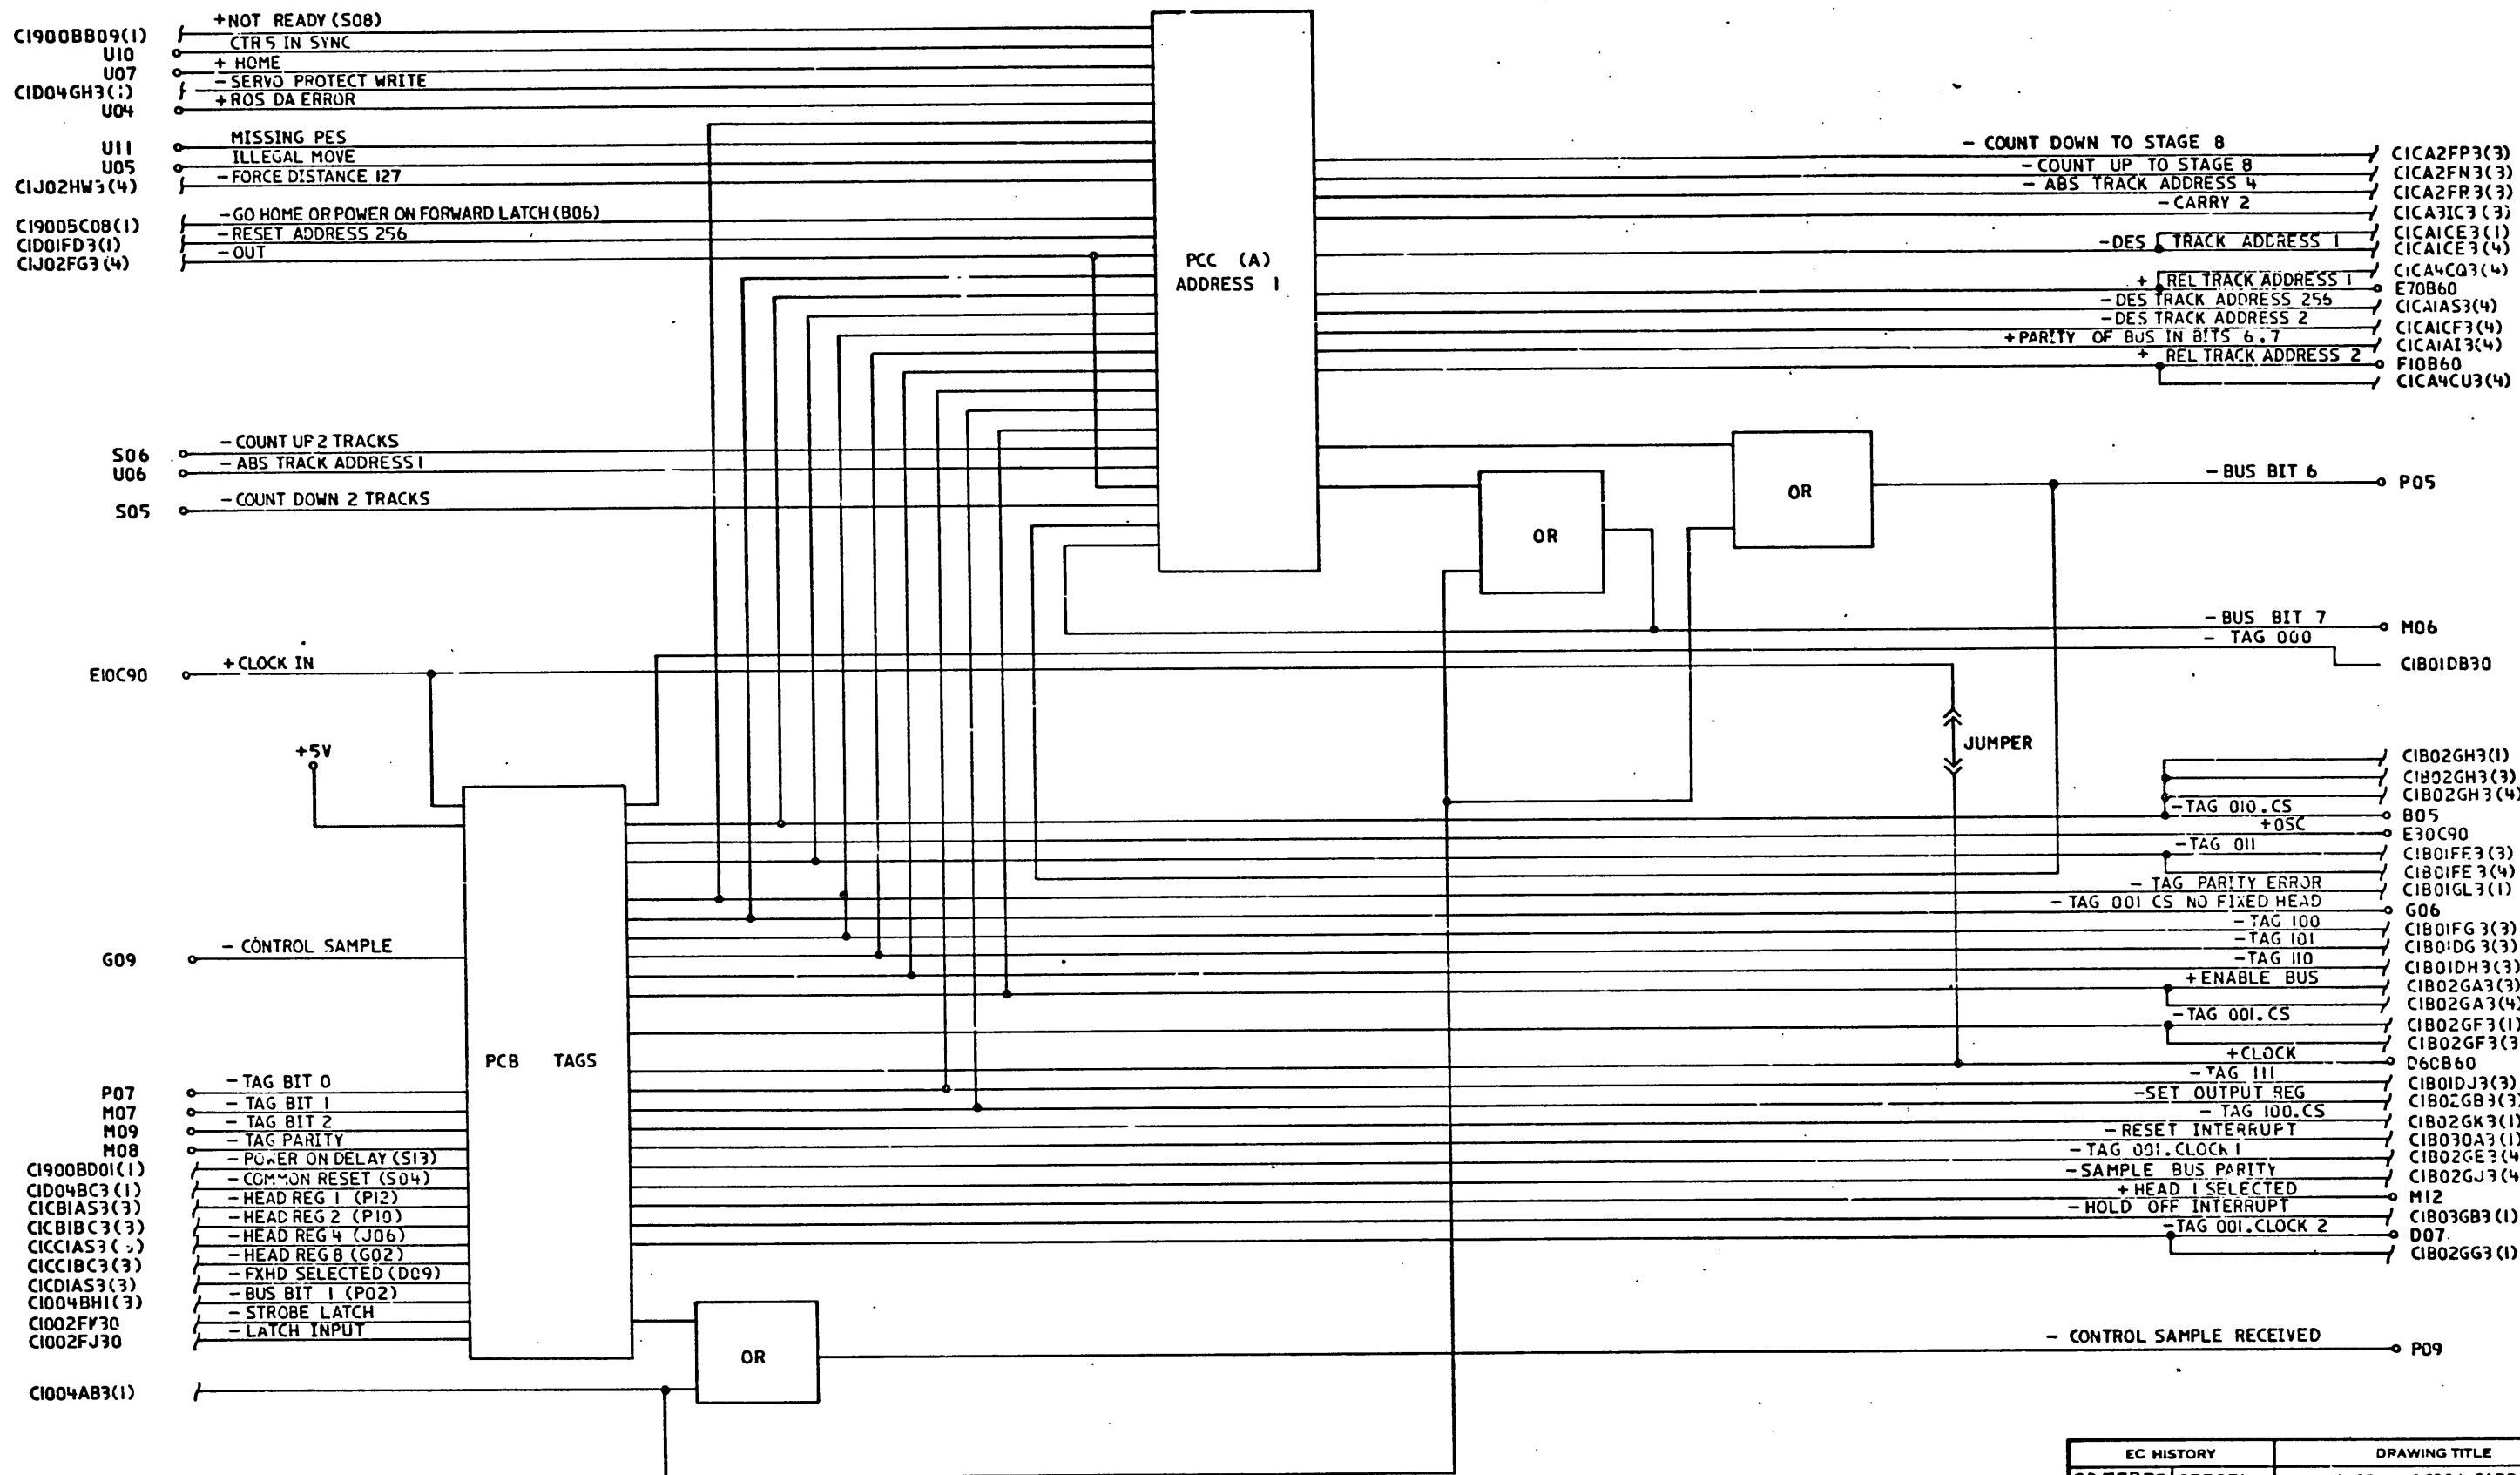 +NOT READY (S08)
C1900BB09(1)
CTR 5 IN SYNC
U10
+ HOME
U07
- SERVO PROTECT WRITE
+ROS DA ERROR
U04
MISSING PES
U11
ILLEGAL MOVE
U05
-FORCE DISTANCE 127
C1J02HW3(4)
-GO HOME OR POWER ON FORWARD LATCH (B06)
C19005C08(1)
-RESET ADDRESS 256
C1D01FD3(1)
-OUT
C1J02FG3(4)
PCC (A)
ADDRESS 1
- COUNT DOWN TO STAGE 8
C1CA2FP3(3)
-COUNT UP TO STAGE 8
C1CA2FN3(3)
- ABS TRACK ADDRESS 4
C1CA2FR3(3)
-CARRY 2
C1CA3IC3(3)
C1CA1CE3(1)
-DES TRACK ADDRESS 1
C1CA1CE3(4)
C1CA4CQ3(4)
+ REL TRACK ADDRESS 1
E70B60
-DES TRACK ADDRESS 256
C1CA1AS3(4)
-DES TRACK ADDRESS 2
C1CA1CF3(4)
+PARITY OF BUS IN BITS 6,7
C1CA1AI3(4)
+ REL TRACK ADDRESS 2
F10B60
C1CA4CU3(4)
- COUNT UP 2 TRACKS
S06
- ABS TRACK ADDRESS 1
U06
- COUNT DOWN 2 TRACKS
S05
OR
OR
-BUS BIT 6
P05
-BUS BIT 7
M06
- TAG 000
C1B01DB30
+CLOCK IN
E10C90
JUMPER
+5V
C1B02GH3(1)
C1B02GH3(3)
C1B02GH3(4)
-TAG 010.CS
B05
+OSC
E30C90
-TAG 011
C1B01FE3(3)
C1B01FE3(4)
- TAG PARITY ERROR
C1B01GL3(1)
- TAG 001 CS NO FIXED HEAD
G06
-TAG 100
C1B01FG3(3)
-TAG 101
C1B01DG3(3)
-TAG 110
C1B01DH3(3)
+ENABLE BUS
C1B02GA3(3)
C1B02GA3(4)
-TAG 001.CS
C1B02GF3(1)
C1B02GF3(3
+CLOCK
D60B60
-TAG 111
C1B01DJ3(3)
-SET OUTPUT REG
C1B02GB3(3)
- TAG 100.CS
C1B02GK3(1)
-RESET INTERRUPT
C1B030A3(1)
-TAG 001.CLOCK 1
C1B02GE3(4
-SAMPLE BUS PARITY
C1B02GJ3(4
+HEAD 1 SELECTED
M12
-HOLD OFF INTERRUPT
C1B03GB3(1)
-TAG 001.CLOCK 2
D07
C1B02GG3(1)
- CONTROL SAMPLE
G09
PCB TAGS
- TAG BIT 0
P07
- TAG BIT 1
M07
- TAG BIT 2
M09
- TAG PARITY
M08
- POWER ON DELAY (S13)
C1900BD01(1)
- COMMON RESET (S04)
C1D04BC3(1)
-HEAD REG 1 (P12)
C1CB1AS3(3)
-HEAD REG 2 (P10)
C1CB1BC3(3)
-HEAD REG 4 (J06)
-HEAD REG 8 (G02)
C1CC1BC3(3)
-FXHD SELECTED (D09)
C1CD1AS3(3)
-BUS BIT 1 (P02)
C1004BH1(3)
- STROBE LATCH
- LATCH INPUT
C1002FJ30
OR
- CONTROL SAMPLE RECEIVED
P09
C1004AB3(1)
EC HISTORY
DRAWING TITLE